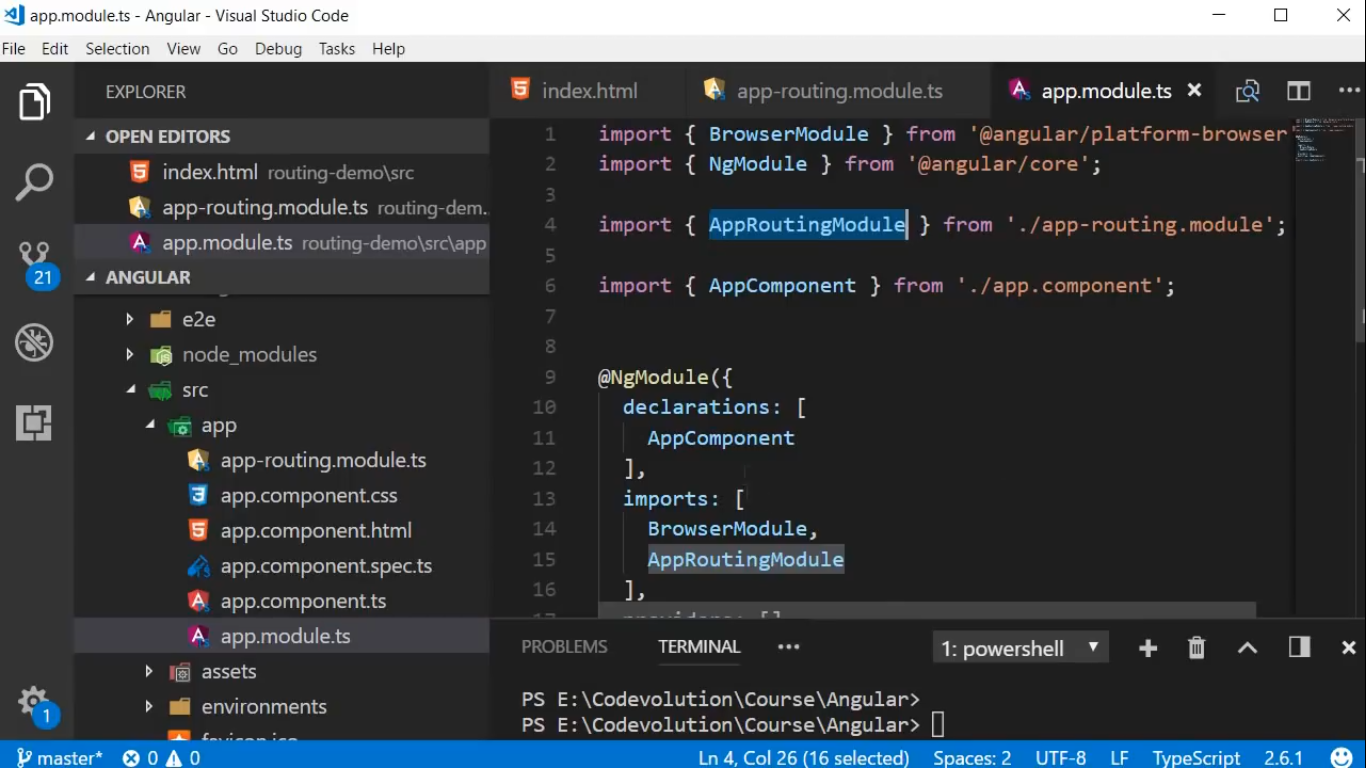 app.module.ts - Angular - Visual Studio Code
File Edit Selection View Go Debug Tasks Help
EXPLORER
OPEN EDITORS
index.html routing-demo\src
app-routing.module.ts routing-dem...
app.module.ts routing-demo\src\app
21
ANGULAR
e2e
node_modules
src
app
app-routing.module.ts
app.component.css
app.component.html
app.component.spec.ts
app.component.ts
app.module.ts
assets
environments
favicon.ico
1
index.html app-routing.module.ts app.module.ts
1 import { BrowserModule } from '@angular/platform-browser'
2 import { NgModule } from '@angular/core';
3
4 import { AppRoutingModule } from './app-routing.module';
5
6 import { AppComponent } from './app.component';
7
8
9 @NgModule({
10 declarations: [
11 AppComponent
12 ],
13 imports: [
14 BrowserModule,
15 AppRoutingModule
16 ],
17 providers: []
PROBLEMS TERMINAL ••• 1: powershell
PS E:\Codevolution\Course\Angular>
PS E:\Codevolution\Course\Angular>
master* 0 0 Ln 4, Col 26 (16 selected) Spaces: 2 UTF-8 LF TypeScript 2.6.1